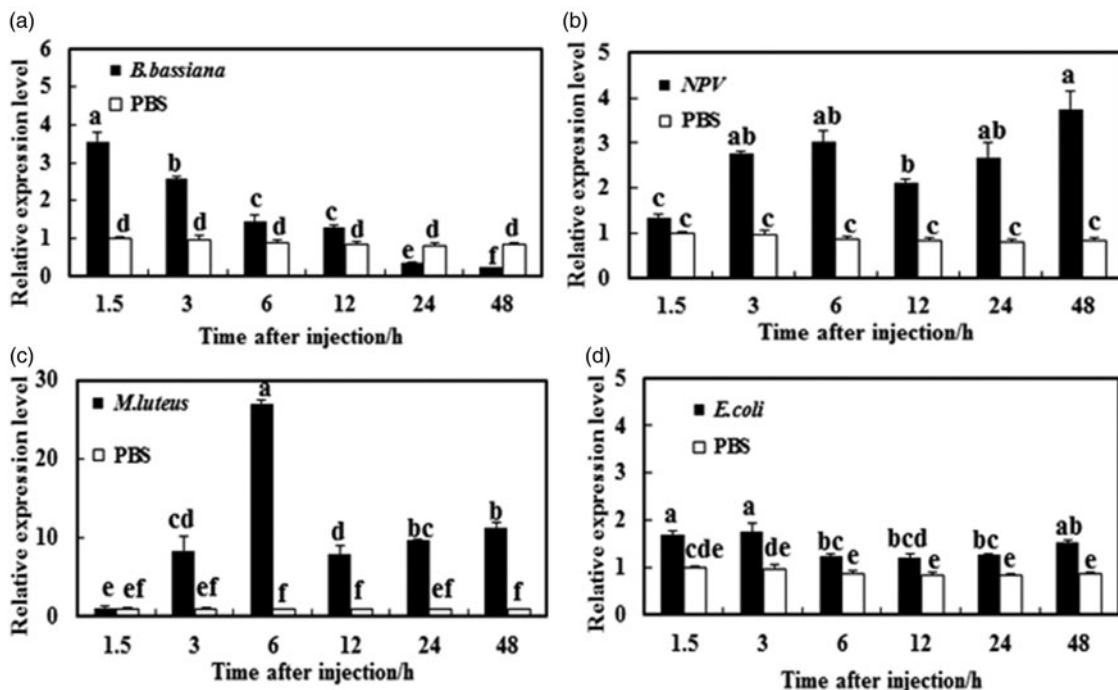 (a)
Relative expression level
6
5
4
3
2
1
0
B.bassiana
PBS
a
d
b
d
c
d
c
d
e
d
f
d
1.5 3 6 12 24 48
Time after injection/h
(b)
Relative expression level
5
4
3
2
1
0
NPV
PBS
c
c
ab
c
ab
c
b
c
ab
c
a
c
1.5 3 6 12 24 48
Time after injection/h
(c)
Relative expression level
30
20
10
0
M.luteus
PBS
e
ef
cd
ef
a
f
d
f
bc
ef
b
f
1.5 3 6 12 24 48
Time after injection/h
(d)
Relative expression level
5
4
3
2
1
0
E.coli
PBS
a
cde
a
de
bc
e
bcd
e
bc
e
ab
e
1.5 3 6 12 24 48
Time after injection/h